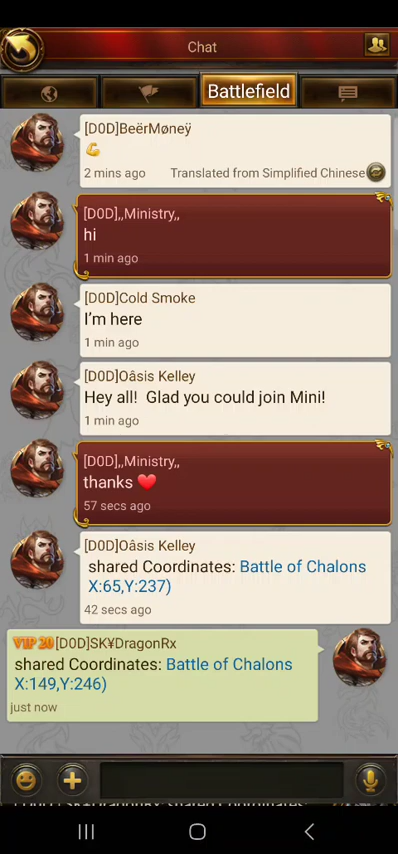 Chat
Battlefield
[D0D]BeërMøneÿ
💪
2 mins ago Translated from Simplified Chinese
[D0D],,Ministry,,
hi
1 min ago
[D0D]Cold Smoke
I'm here
1 min ago
[D0D]Oâsis Kelley
Hey all!  Glad you could join Mini!
1 min ago
[D0D],,Ministry,,
thanks ❤️
57 secs ago
[D0D]Oâsis Kelley
shared Coordinates: Battle of Chalons
X:65,Y:237)
42 secs ago
VIP 20 [D0D]SK¥DragonRx
shared Coordinates: Battle of Chalons
X:149,Y:246)
just now